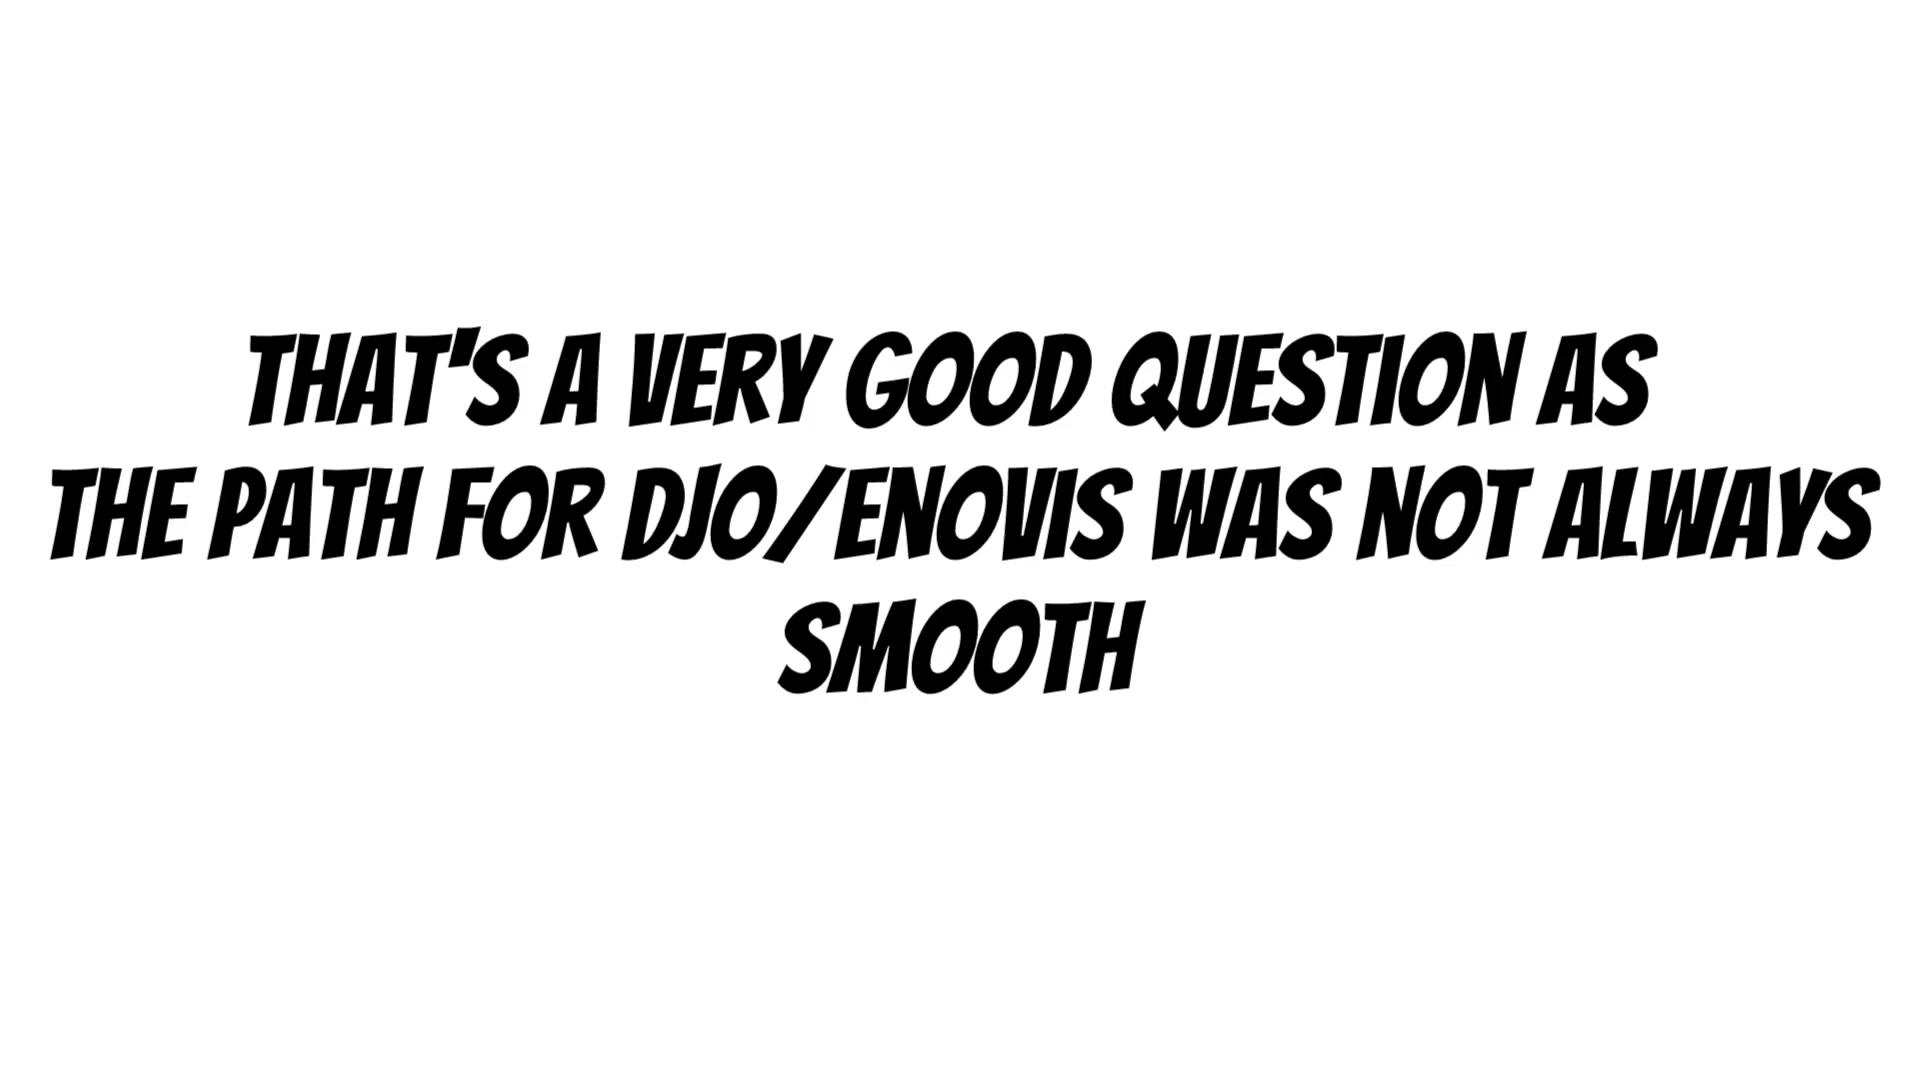 THAT'S A VERY GOOD QUESTION AS
THE PATH FOR DJO/ENOVIS WAS NOT ALWAYS
SMOOTH